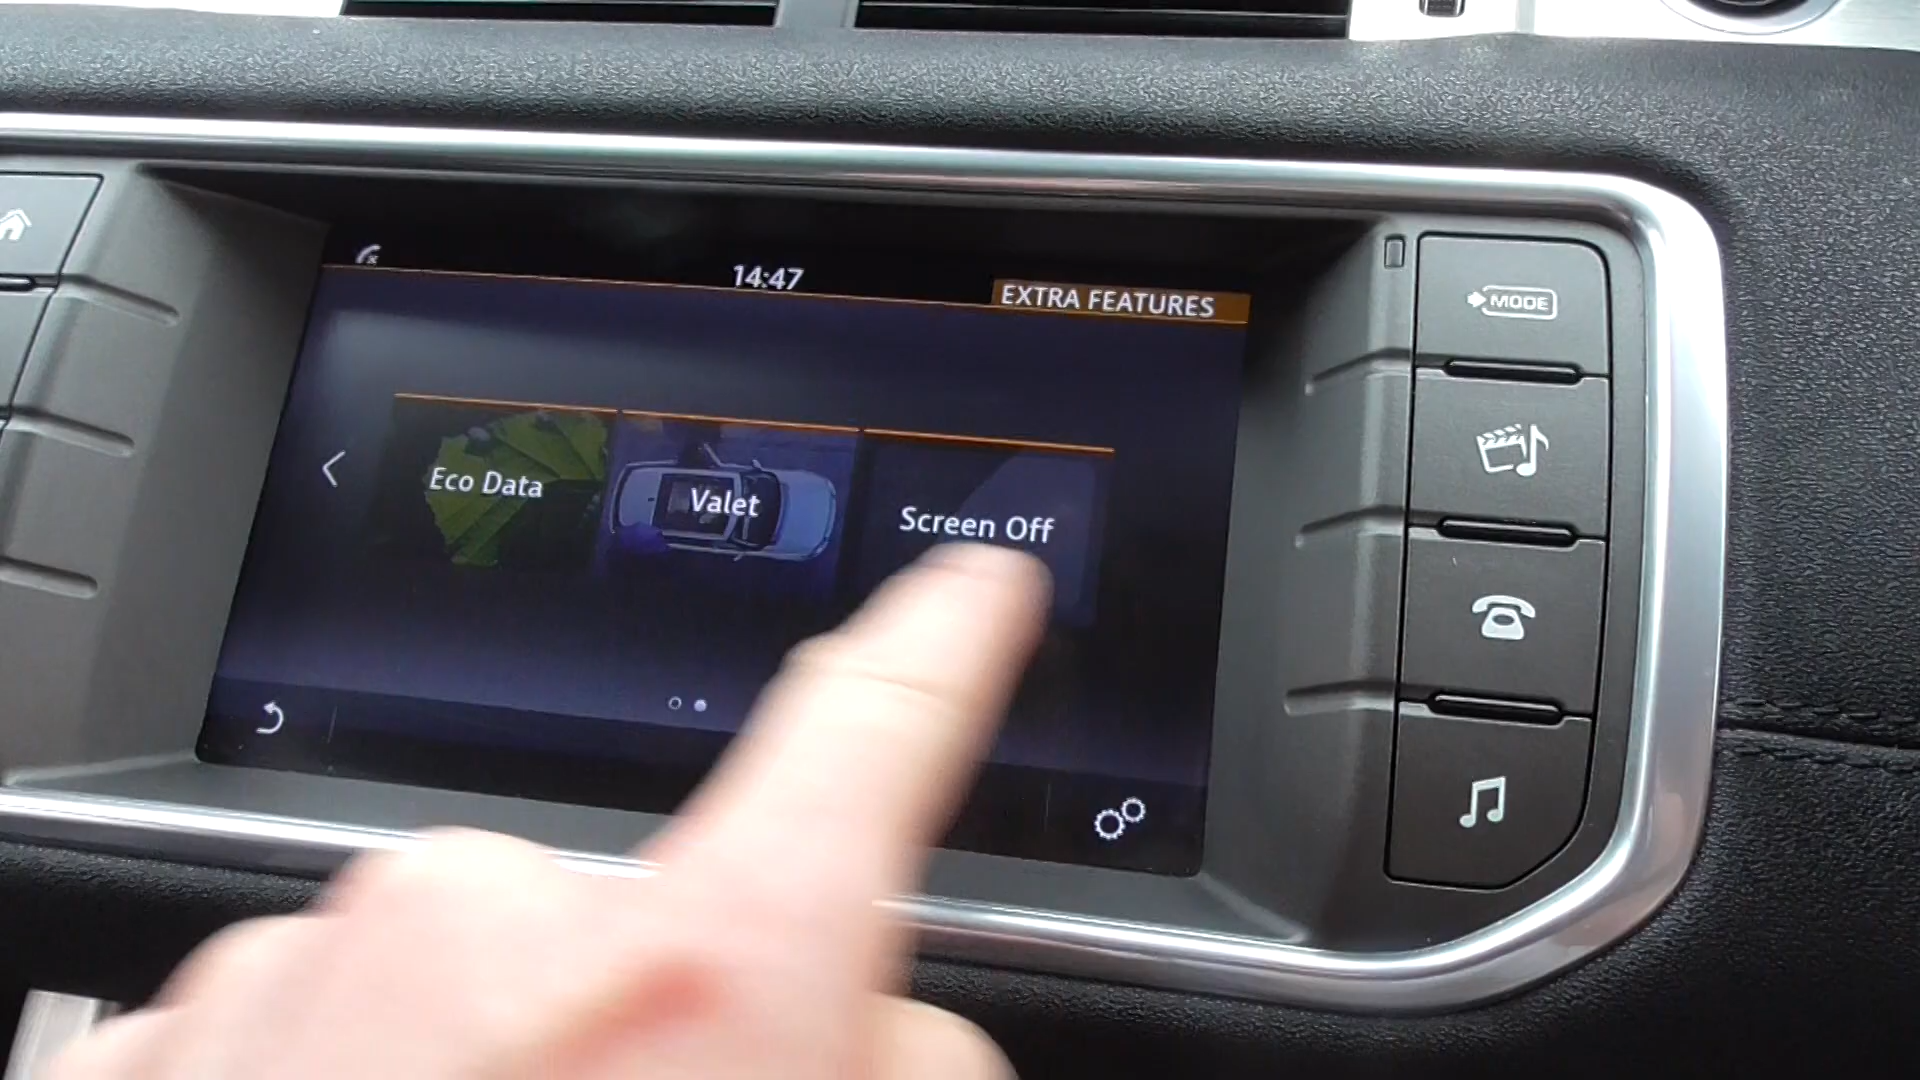 14:47
EXTRA FEATURES
MODE
Eco Data
Valet
Screen Off